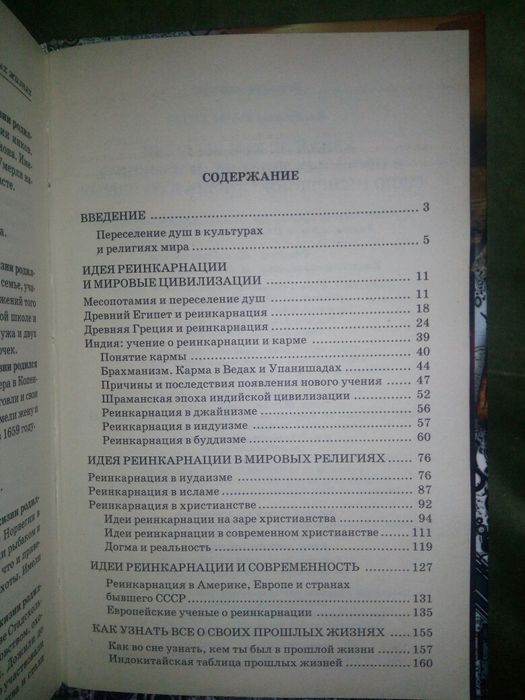 СОДЕРЖАНИЕ
ВВЕДЕНИЕ 3
Переселение душ в культурах
и религиях мира 5
ИДЕЯ РЕИНКАРНАЦИИ
И МИРОВЫЕ ЦИВИЛИЗАЦИИ 11
Месопотамия и переселение душ 11
Древний Египет и реинкарнация 18
Древняя Греция и реинкарнация 24
Индия: учение о реинкарнации и карме 39
Понятие кармы 40
Брахманизм. Карма в Ведах и Упанишадах 44
Причины и последствия появления нового учения 47
Шраманская эпоха индийской цивилизации 52
Реинкарнация в джайнизме 56
Реинкарнация в индуизме 57
Реинкарнация в буддизме 60
ИДЕЯ РЕИНКАРНАЦИИ В МИРОВЫХ РЕЛИГИЯХ 76
Реинкарнация в иудаизме 76
Реинкарнация в исламе 87
Реинкарнация в христианстве 92
Идеи реинкарнации на заре христианства 94
Идеи реинкарнации в современном христианстве 111
Догма и реальность 119
ИДЕИ РЕИНКАРНАЦИИ И СОВРЕМЕННОСТЬ 127
Реинкарнация в Америке, Европе и странах
бывшего СССР 131
Европейские ученые о реинкарнации 135
КАК УЗНАТЬ ВСЕ О СВОИХ ПРОШЛЫХ ЖИЗНЯХ 155
Как во сне узнать, кем ты был в прошлой жизни 157
Индокитайская таблица прошлых жизней 160